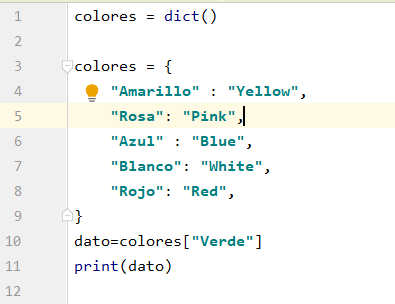 1 colores = dict()
2
3 colores = {
4 "Amarillo" : "Yellow",
5 "Rosa": "Pink",
6 "Azul" : "Blue",
7 "Blanco": "White",
8 "Rojo": "Red",
9 }
10 dato=colores["Verde"]
11 print(dato)
12